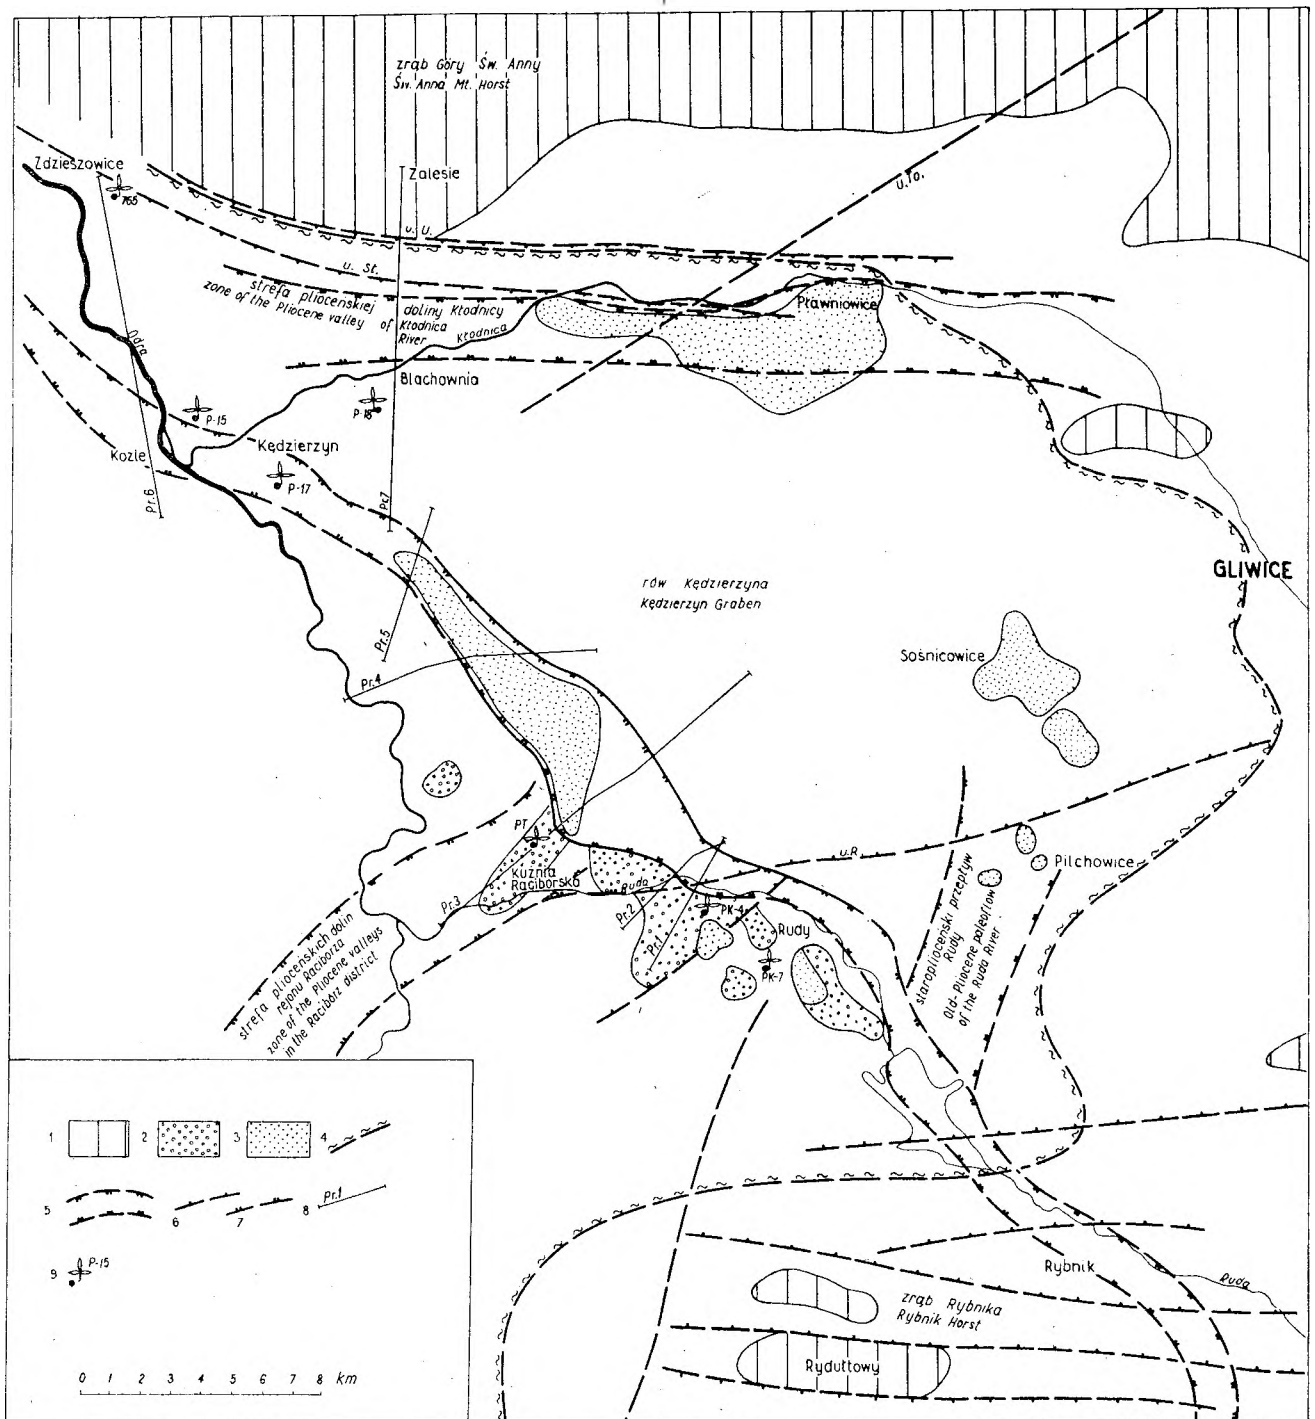 zrąb Góry Św. Anny
Św. Anna Mt. Horst
Zdzieszowice
765
Zalesie
u.To.
u. U.
u. St.
strefa plioceńskiej doliny Kłodnicy
zone of the Pliocene valley of Kłodnica
River
Kłodnica
Pławniowice
Odra
Blachownia
P-15
P-18
Kędzierzyn
Kozle
P-17
Pr.6
Pr.7
GLIWICE
rów Kędzierzyna
Kędzierzyn Graben
Pr.5
Sośnicowice
Pr.4
PT
u.R.
Pilchowice
Kuźnia
Raciborska
Ruda
Pr.3
Pr.2
Pr.1
PK-4
Rudy
PK-7
staroplioceński przepływ
Rudy
Old-Pliocene paleoflow
of the Ruda River
strefa plioceńskich dolin
rejonu Raciborza
zone of the Pliocene valleys
in the Racibórz district
1
2
3
4
5
6
7
8
Pr.1
9
P-15
Rybnik
Ruda
zrąb Rybnika
Rybnik Horst
Rydułtowy
0 1 2 3 4 5 6 7 8 km